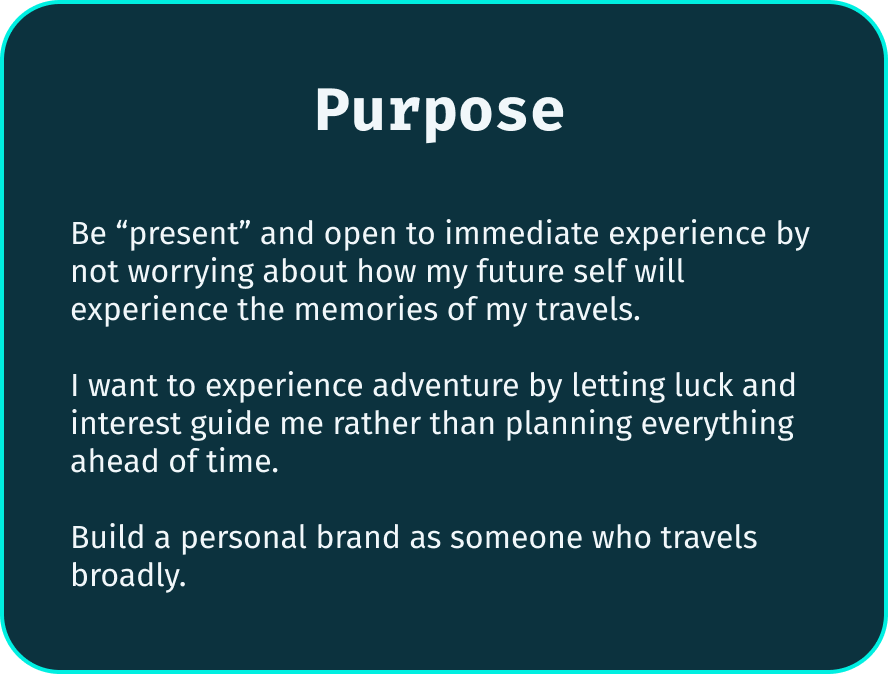 Purpose
Be “present” and open to immediate experience by
not worrying about how my future self will
experience the memories of my travels.
I want to experience adventure by letting luck and
interest guide me rather than planning everything
ahead of time.
Build a personal brand as someone who travels
broadly.